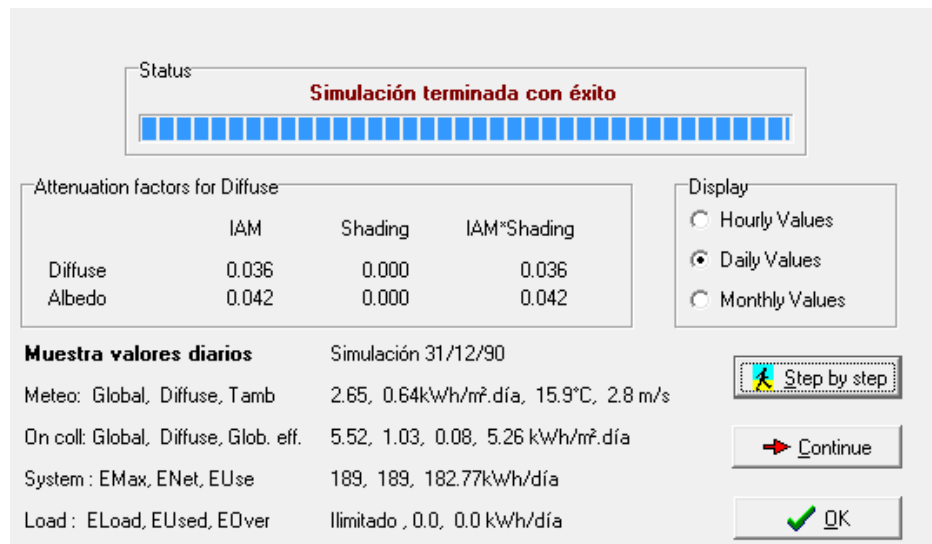 Status
Simulación terminada con éxito
Attenuation factors for Diffuse
IAM Shading IAM*Shading
Diffuse 0.036 0.000 0.036
Albedo 0.042 0.000 0.042
Display
Hourly Values
Daily Values
Monthly Values
Muestra valores diarios Simulación 31/12/90
Meteo: Global, Diffuse, Tamb 2.65, 0.64kWh/m².día, 15.9°C, 2.8 m/s
On coll: Global, Diffuse, Glob. eff. 5.52, 1.03, 0.08, 5.26 kWh/m².día
System : EMax, ENet, EUse 189, 189, 182.77kWh/día
Load : ELoad, EUsed, EOver Ilimitado , 0.0, 0.0 kWh/día
Step by step
Continue
OK